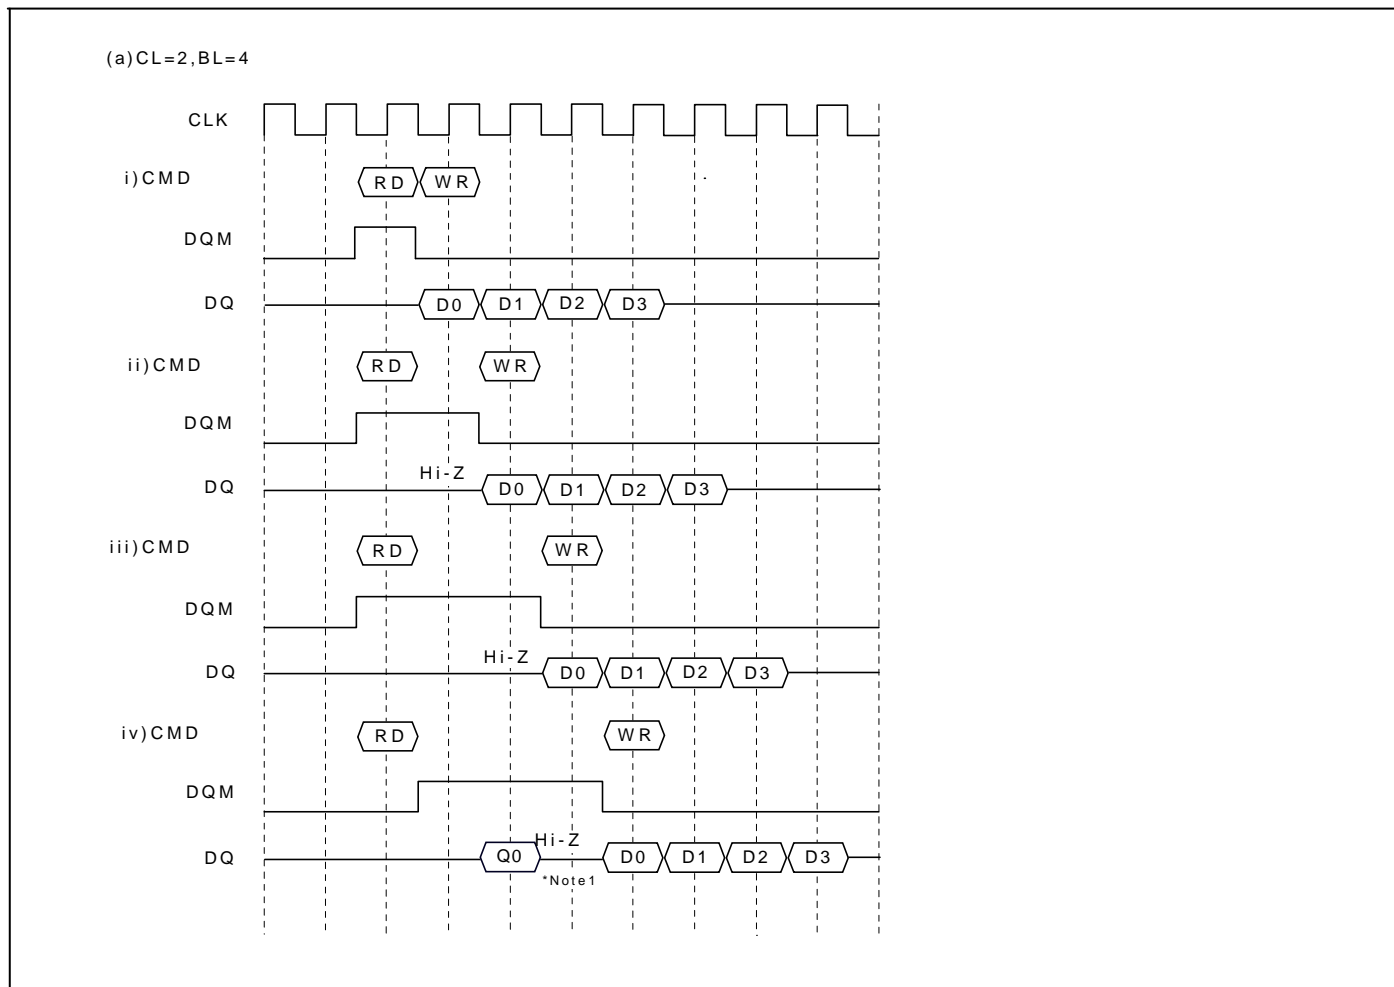 (a)CL=2,BL=4
CLK
i)CMD RD WR
DQM
DQ D0 D1 D2 D3
ii)CMD RD WR
DQM
Hi-Z
DQ D0 D1 D2 D3
iii)CMD RD WR
DQM
Hi-Z
DQ D0 D1 D2 D3
iv)CMD RD WR
DQM
Hi-Z
DQ Q0 D0 D1 D2 D3
*Note1